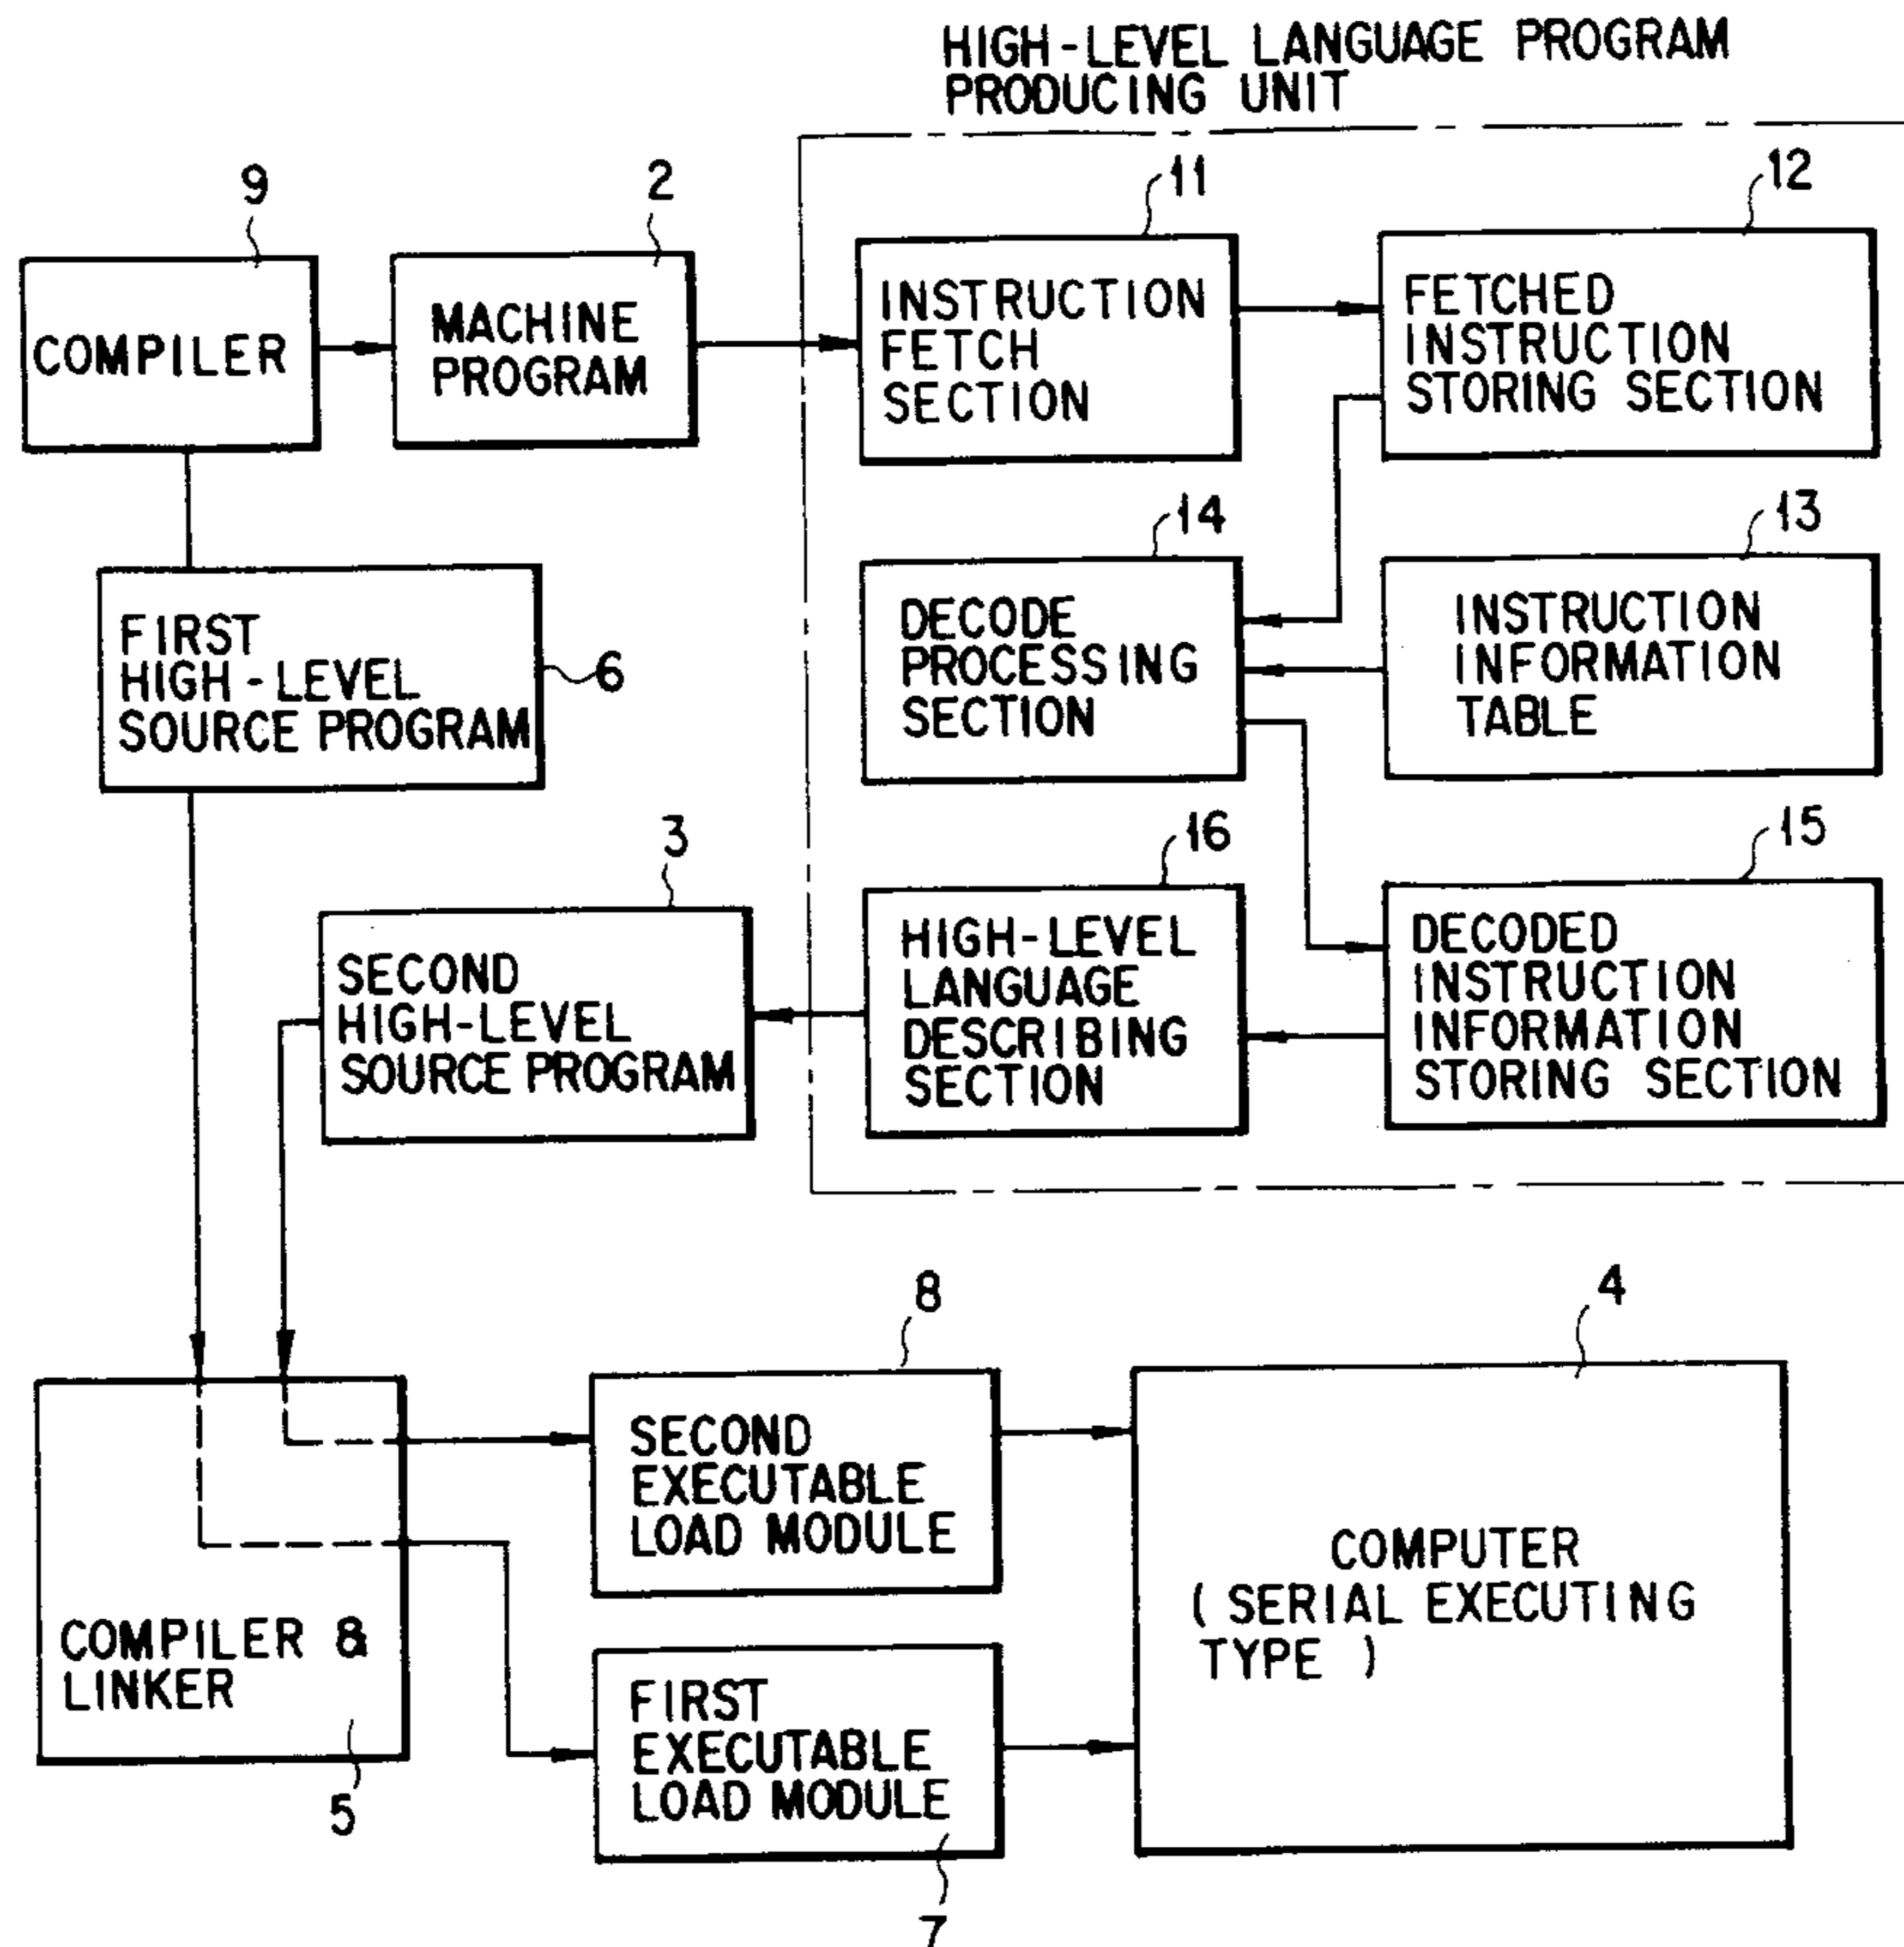 HIGH-LEVEL LANGUAGE PROGRAM
PRODUCING UNIT
9
2
11
12
COMPILER
MACHINE
PROGRAM
INSTRUCTION
FETCH
SECTION
FETCHED
INSTRUCTION
STORING SECTION
14
13
FIRST
HIGH-LEVEL
SOURCE PROGRAM
6
DECODE
PROCESSING
SECTION
INSTRUCTION
INFORMATION
TABLE
3
16
15
SECOND
HIGH-LEVEL
SOURCE PROGRAM
HIGH-LEVEL
LANGUAGE
DESCRIBING
SECTION
DECODED
INSTRUCTION
INFORMATION
STORING SECTION
8
4
SECOND
EXECUTABLE
LOAD MODULE
COMPUTER
( SERIAL EXECUTING
TYPE )
COMPILER &
LINKER
5
FIRST
EXECUTABLE
LOAD MODULE
7